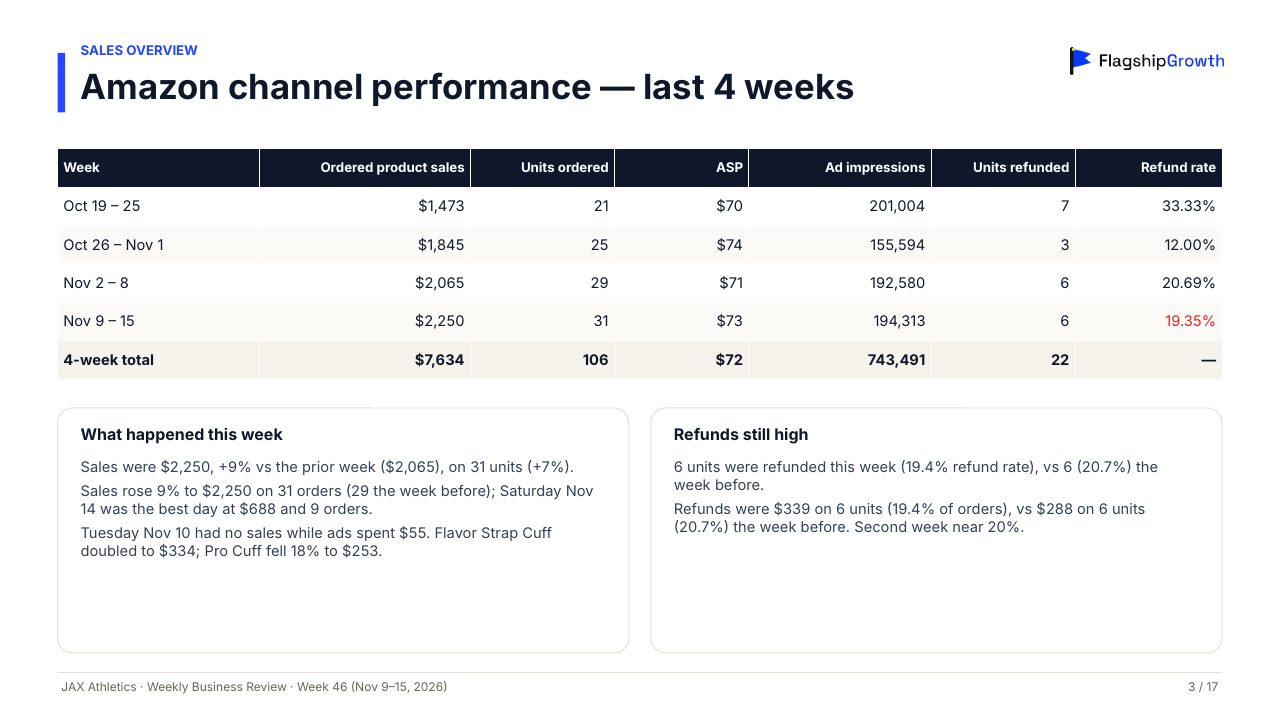 SALES OVERVIEW
Amazon channel performance — last 4 weeks
FlagshipGrowth
Week Ordered product sales Units ordered ASP Ad impressions Units refunded Refund rate
Oct 19 – 25 $1,473 21 $70 201,004 7 33.33%
Oct 26 – Nov 1 $1,845 25 $74 155,594 3 12.00%
Nov 2 – 8 $2,065 29 $71 192,580 6 20.69%
Nov 9 – 15 $2,250 31 $73 194,313 6 19.35%
4-week total $7,634 106 $72 743,491 22 —
What happened this week
Sales were $2,250, +9% vs the prior week ($2,065), on 31 units (+7%).
Sales rose 9% to $2,250 on 31 orders (29 the week before); Saturday Nov
14 was the best day at $688 and 9 orders.
Tuesday Nov 10 had no sales while ads spent $55. Flavor Strap Cuff
doubled to $334; Pro Cuff fell 18% to $253.
Refunds still high
6 units were refunded this week (19.4% refund rate), vs 6 (20.7%) the
week before.
Refunds were $339 on 6 units (19.4% of orders), vs $288 on 6 units
(20.7%) the week before. Second week near 20%.
JAX Athletics · Weekly Business Review · Week 46 (Nov 9–15, 2026)
3 / 17